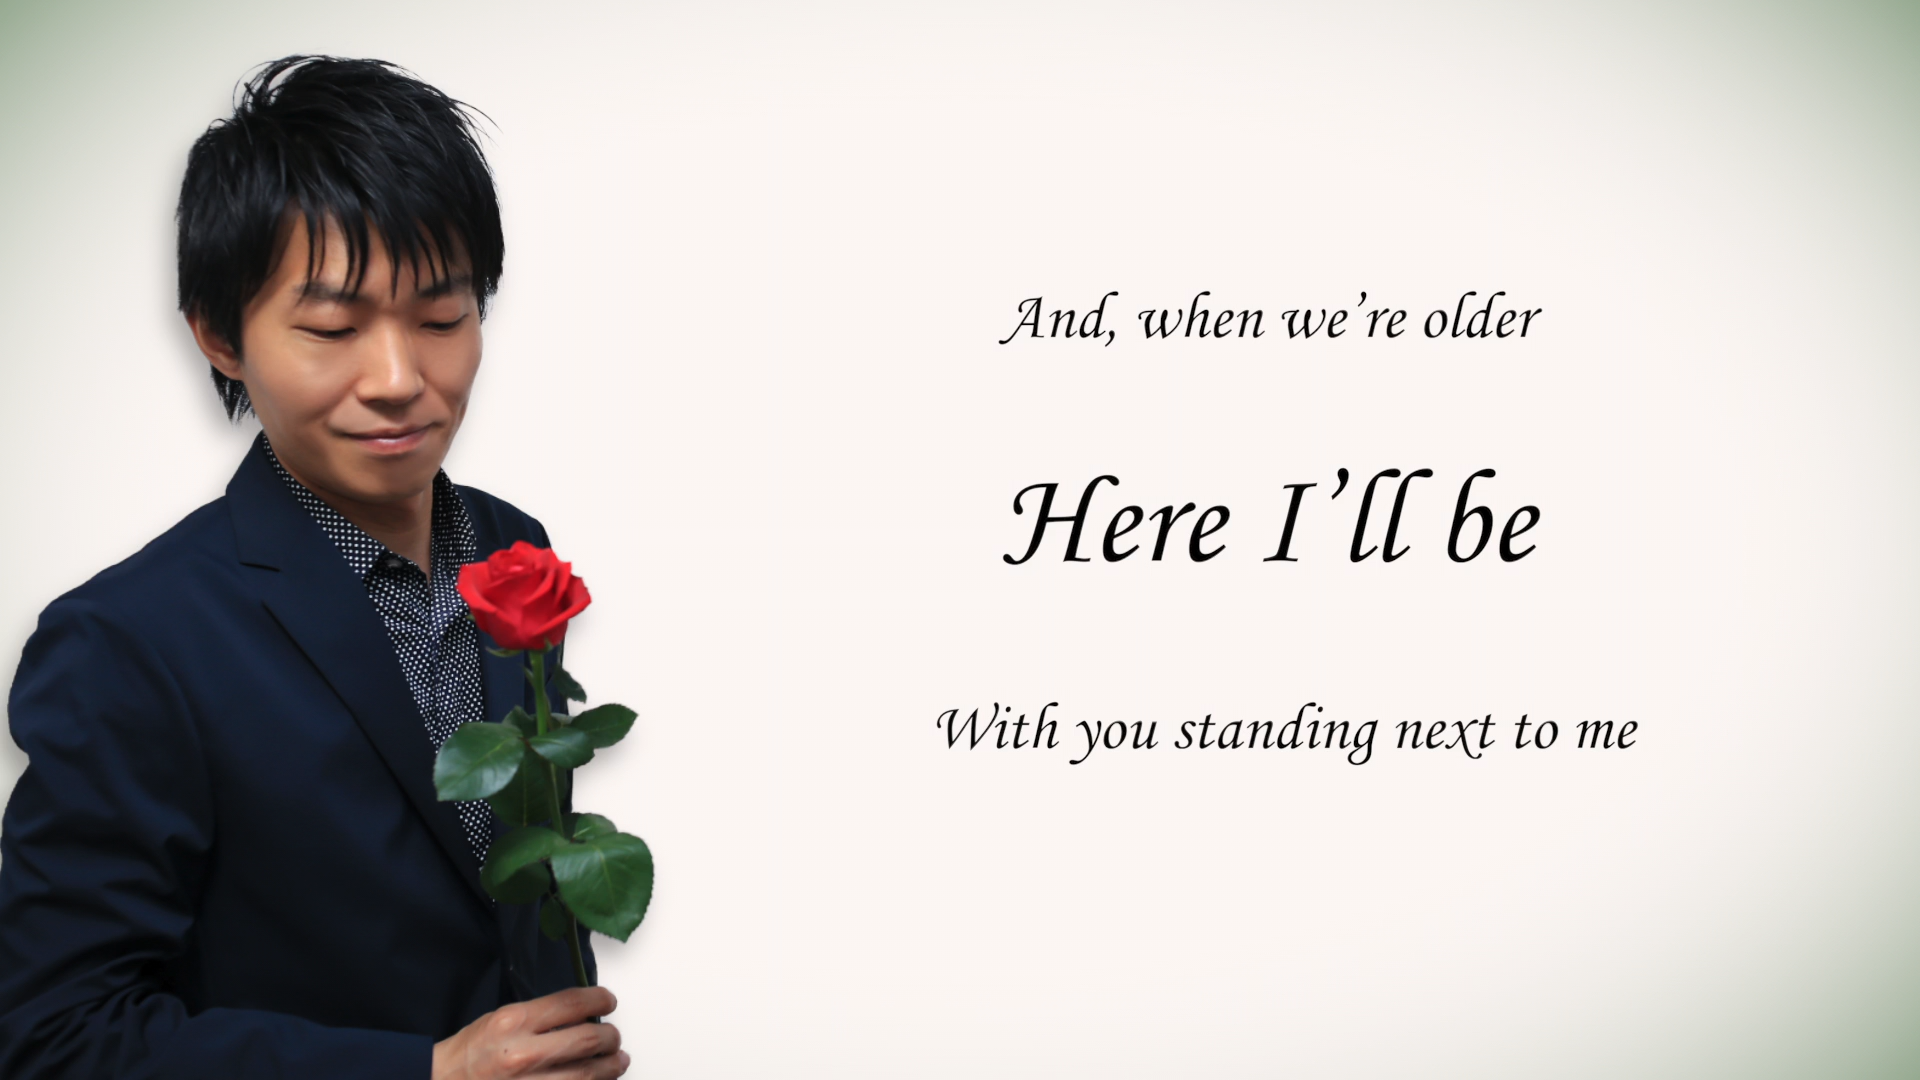 And, when we’re older
Here I’ll be
With you standing next to me